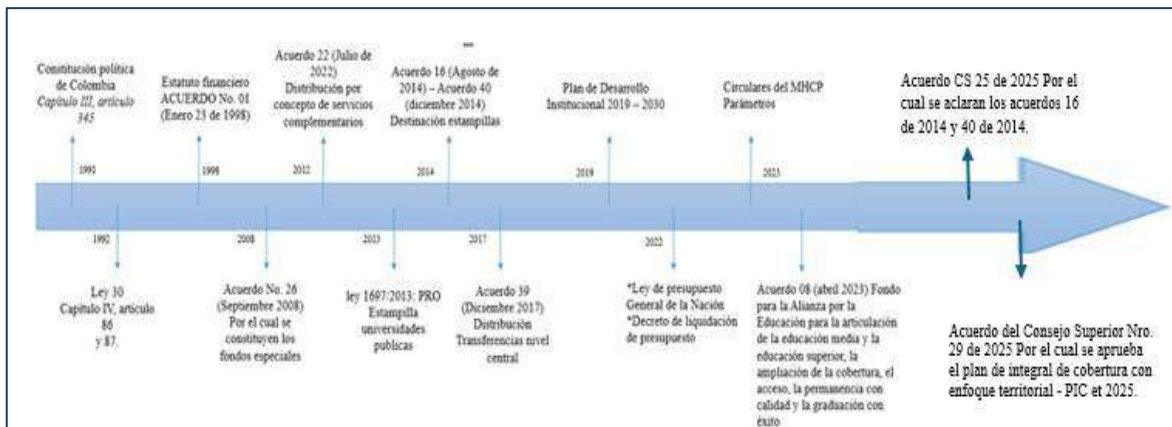 Constitución política
de Colombia
Capítulo III, artículo
345
Estatuto financiero
ACUERDO No. 01
(Enero 23 de 1998)
Acuerdo 22 (Julio de
2022)
Distribución por
concepto de servicios
complementarios
Acuerdo 16 (Agosto de
2014) – Acuerdo 40
(diciembre 2014)
Destinación estampillas
Plan de Desarrollo
Institucional 2019 – 2030
Circulares del MHCP
Parámetros
Acuerdo CS 25 de 2025 Por el
cual se aclaran los acuerdos 16
de 2014 y 40 de 2014.
1998
2012
2014
2019
2023
1992
2008
2013
2017
2022
Ley 30
Capítulo IV, artículo
86
y 87.
Acuerdo No. 26
(Septiembre 2008)
Por el cual se
constituyen los
fondos especiales
ley 1697/2013: PRO
Estampilla
universidades
publicas
Acuerdo 39
(Diciembre 2017)
Distribución
Transferencias nivel
central
*Ley de presupuesto
General de la Nación
*Decreto de liquidación
de presupuesto
Acuerdo 08 (abril 2023) Fondo
para la Alianza por la
Educación para la articulación
de la educación media y la
educación superior, la
ampliación de la cobertura, el
acceso, la permanencia con
calidad y la graduación con
éxito
Acuerdo del Consejo Superior Nro.
29 de 2025 Por el cual se aprueba
el plan de integral de cobertura con
enfoque territorial - PIC et 2025.